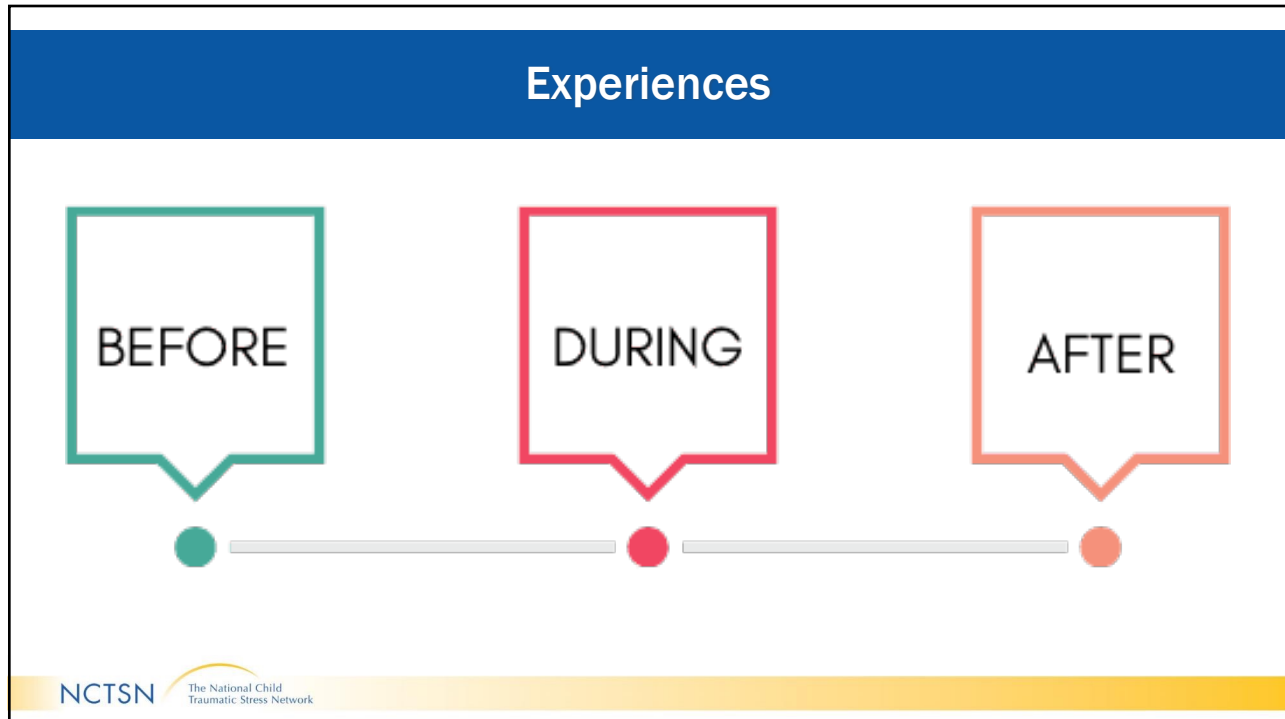 Experiences
BEFORE
DURING
AFTER
NCTSN
The National Child
Traumatic Stress Network